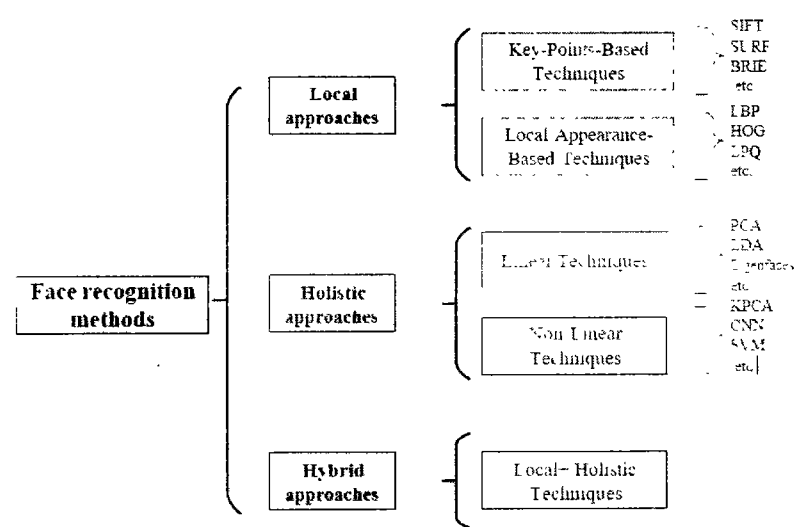 Face recognition
methods
Local
approaches
Key-Points-Based
Techniques
SIFT
SURF
BRIE
etc
Local Appearance-
Based Techniques
LBP
HOG
LPQ
etc.
Holistic
approaches
Linear Techniques
PCA
LDA
etc
Non Linear
Techniques
KPCA
CNN
SVM
etc
Hybrid
approaches
Local- Holistic
Techniques